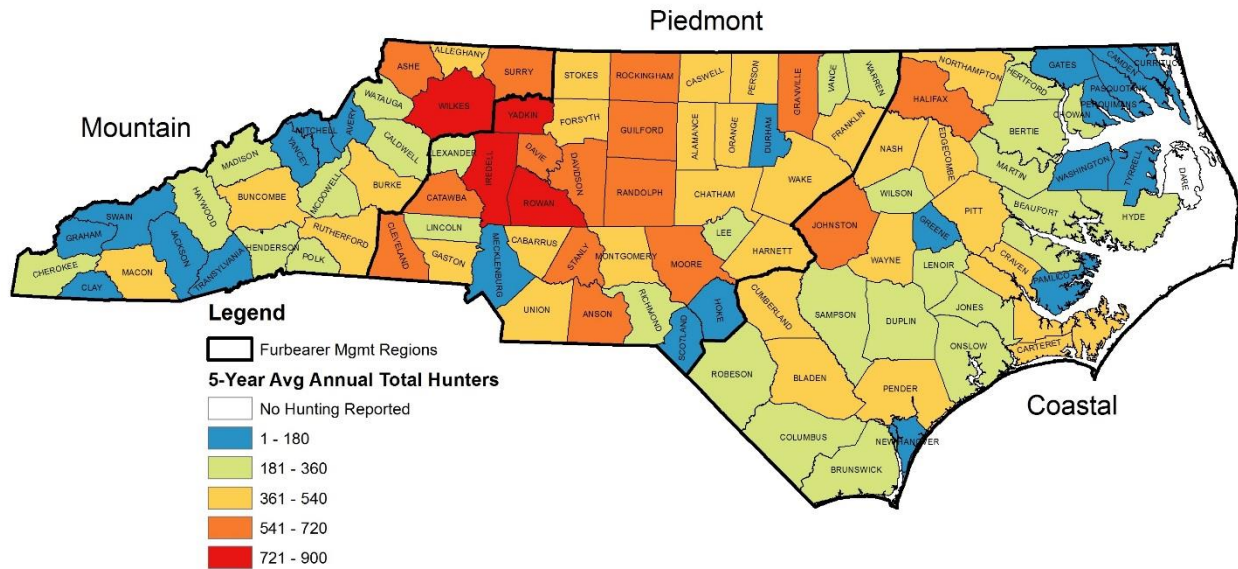 Piedmont
Mountain
Coastal
ASHE
ALLEGHANY
SURRY
STOKES
ROCKINGHAM
CASWELL
PERSON
GRANVILLE
VANCE
WARREN
NORTHAMPTON
HERTFORD
GATES
CAMDEN
CURRITUCK
PASQUOTANK
PERQUIMANS
CHOWAN
HALIFAX
BERTIE
WATAUGA
WILKES
YADKIN
FORSYTH
GUILFORD
ALAMANCE
ORANGE
DURHAM
FRANKLIN
NASH
EDGECOMBE
MARTIN
WASHINGTON
TYRRELL
DARE
MITCHELL
AVERY
YANCEY
CALDWELL
ALEXANDER
IREDELL
DAVIE
DAVIDSON
RANDOLPH
CHATHAM
WAKE
WILSON
PITT
BEAUFORT
HYDE
MADISON
HAYWOOD
BUNCOMBE
MCDOWELL
BURKE
CATAWBA
ROWAN
LEE
JOHNSTON
GREENE
SWAIN
GRAHAM
JACKSON
HENDERSON
RUTHERFORD
POLK
CLEVELAND
LINCOLN
GASTON
MECKLENBURG
CABARRUS
STANLY
MONTGOMERY
MOORE
HARNETT
WAYNE
LENOIR
CRAVEN
PAMLICO
CHEROKEE
CLAY
MACON
TRANSYLVANIA
UNION
ANSON
RICHMOND
SCOTLAND
HOKE
CUMBERLAND
SAMPSON
DUPLIN
JONES
ONSLOW
CARTERET
ROBESON
BLADEN
PENDER
COLUMBUS
BRUNSWICK
NEW HANOVER
Legend
Furbearer Mgmt Regions
5-Year Avg Annual Total Hunters
No Hunting Reported
1 - 180
181 - 360
361 - 540
541 - 720
721 - 900